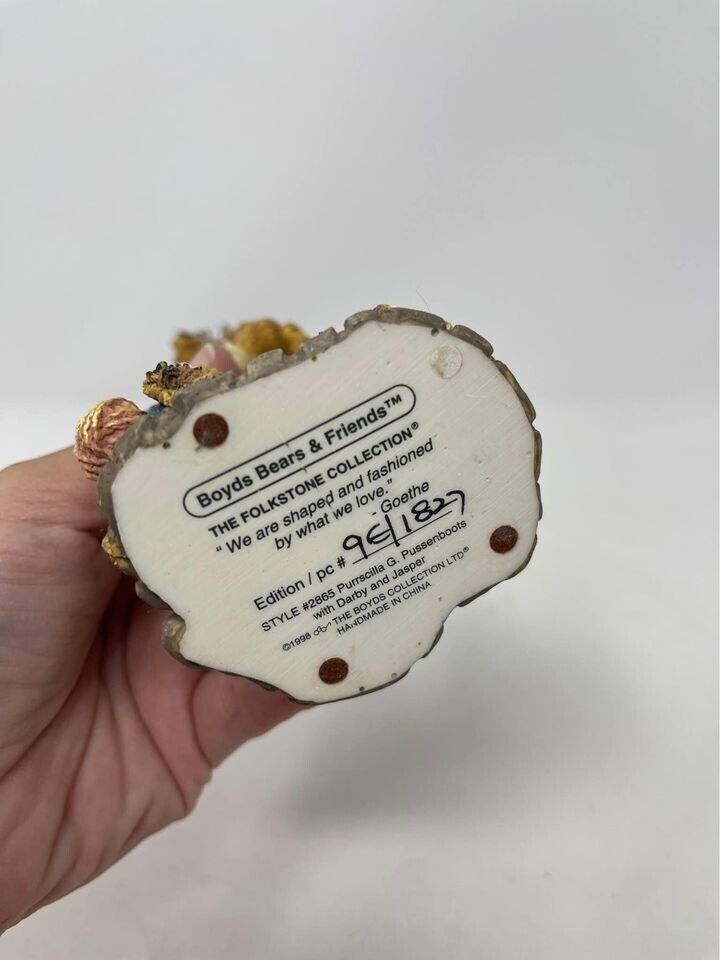 Boyds Bears & Friends™
THE FOLKSTONE COLLECTION®
"We are shaped and fashioned
by what we love."
Goethe
Edition / pc # 9E/1827
STYLE #2865 Purrscilla G. Pussenboots
with Darby and Jasper
©1998 THE BOYDS COLLECTION LTD®
HANDMADE IN CHINA